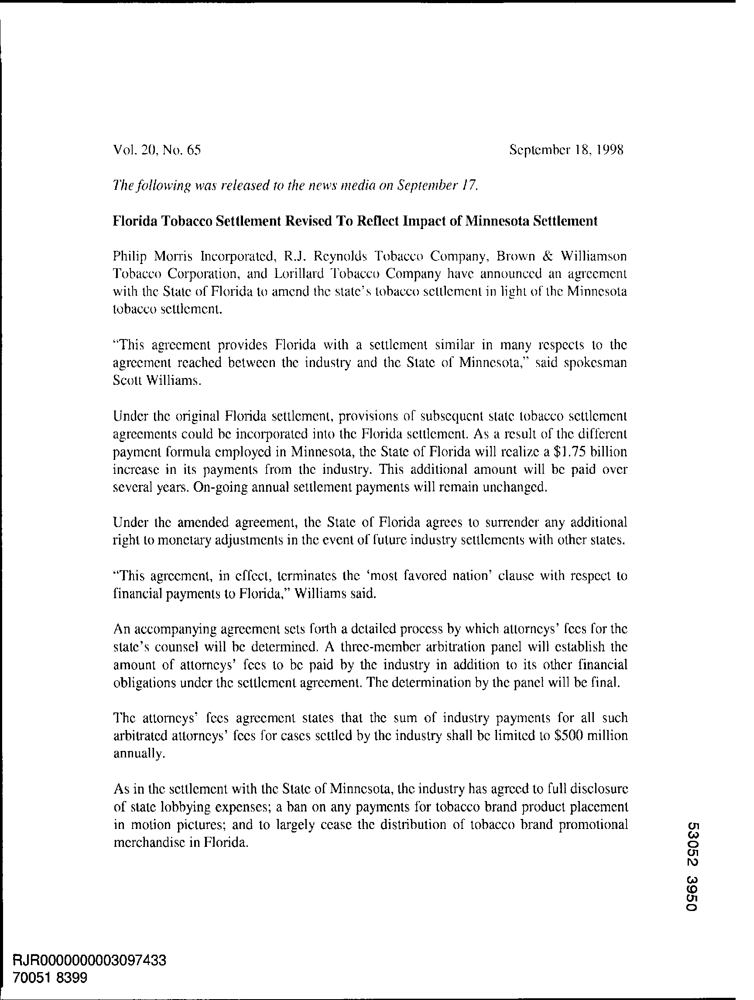 Vol. 20, No. 65 September 18, 1998
The following was released to the news media on September 17.
Florida Tobacco Settlement Revised To Reflect Impact of Minnesota Settlement
Philip Morris Incorporated, R.J. Reynolds Tobacco Company, Brown & Williamson
Tobacco Corporation, and Lorillard Tobacco Company have announced an agreement
with the State of Florida to amend the state's tobacco settlement in light of the Minnesota
tobacco settlement.
"This agreement provides Florida with a settlement similar in many respects to the
agreement reached between the industry and the State of Minnesota," said spokesman
Scott Williams.
Under the original Florida settlement, provisions of subsequent state tobacco settlement
agreements could be incorporated into the Florida settlement. As a result of the different
payment formula employed in Minnesota, the State of Florida will realize a $1.75 billion
increase in its payments from the industry. This additional amount will be paid over
several years. On-going annual settlement payments will remain unchanged.
Under the amended agreement, the State of Florida agrees to surrender any additional
right to monetary adjustments in the event of future industry settlements with other states.
"This agreement, in effect, terminates the 'most favored nation' clause with respect to
financial payments to Florida," Williams said.
An accompanying agreement sets forth a detailed process by which attorneys' fees for the
state's counsel will be determined. A three-member arbitration panel will establish the
amount of attorneys' fees to be paid by the industry in addition to its other financial
obligations under the settlement agreement. The determination by the panel will be final.
The attorneys' fees agreement states that the sum of industry payments for all such
arbitrated attorneys' fees for cases settled by the industry shall be limited to $500 million
annually.
As in the settlement with the State of Minnesota, the industry has agreed to full disclosure
of state lobbying expenses; a ban on any payments for tobacco brand product placement
in motion pictures; and to largely cease the distribution of tobacco brand promotional
merchandise in Florida.
53052 3950
RJR0000000003097433
70051 8399